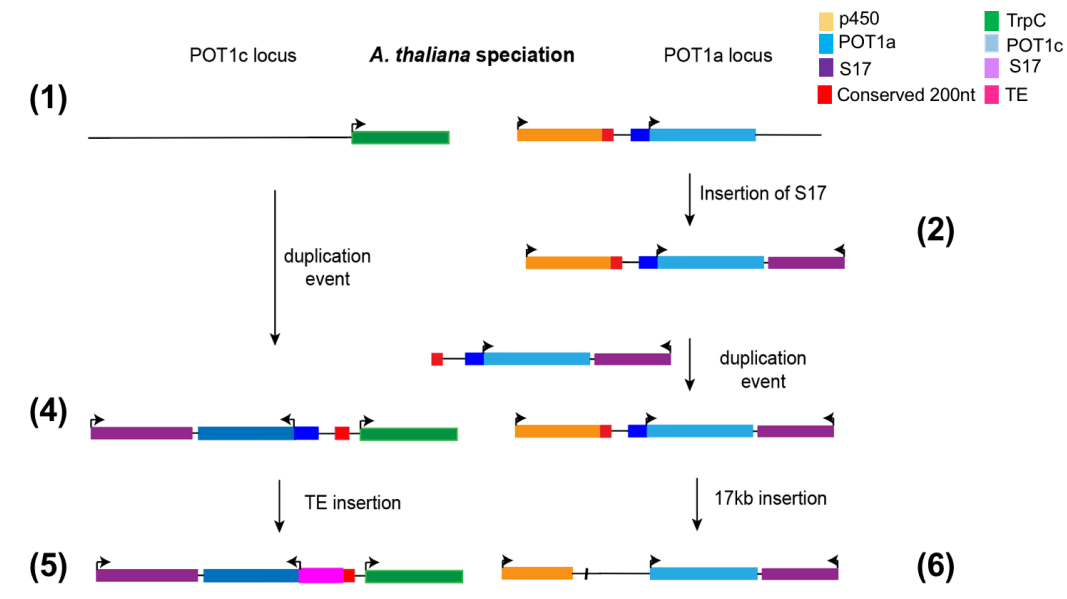 p450
TrpC
POT1c locus
A. thaliana speciation
POT1a locus
POT1a
POT1c
S17
S17
Conserved 200nt
TE
(1)
Insertion of S17
(2)
duplication
event
duplication
event
(4)
TE insertion
17kb insertion
(5)
(6)